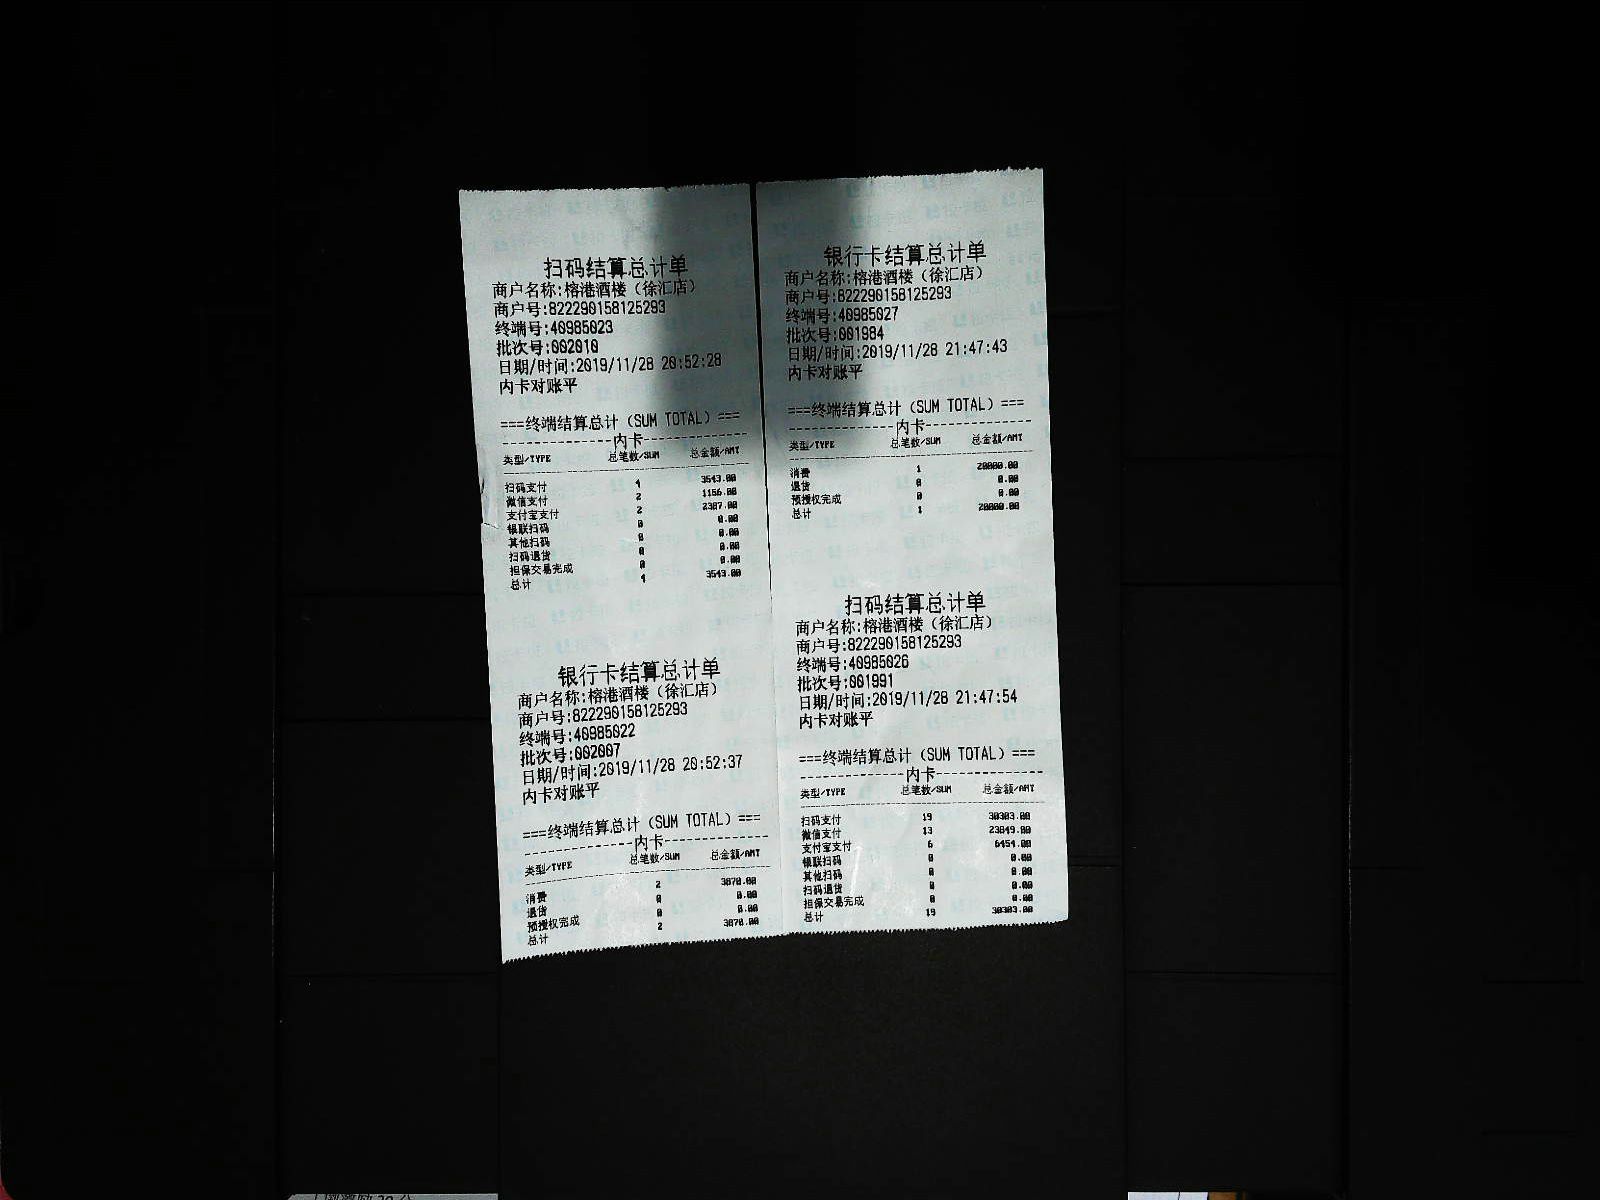 扫码结算总计单
商户名称:榕港酒楼（徐汇店）
商户号:822290158125293
终端号:40985023
批次号:002010
日期/时间:2019/11/28 20:52:28
内卡对账平
===终端结算总计（SUM TOTAL）===
内卡
类型/TYPE 总笔数/SUM 总金额/AMT
扫码支付 4 3543.00
微信支付 2 1156.00
支付宝支付 2 2387.00
银联扫码 0 0.00
其他扫码 0 0.00
扫码退货 0 0.00
担保交易完成 0 0.00
总计 4 3543.00
银行卡结算总计单
商户名称:榕港酒楼（徐汇店）
商户号:822290158125293
终端号:40985022
批次号:002007
日期/时间:2019/11/28 20:52:37
内卡对账平
===终端结算总计（SUM TOTAL）===
内卡
类型/TYPE 总笔数/SUM 总金额/AMT
消费 2 3870.00
退货 0 0.00
预授权完成 0 0.00
总计 2 3870.00
银行卡结算总计单
商户名称:榕港酒楼（徐汇店）
商户号:822290158125293
终端号:40985027
批次号:001984
日期/时间:2019/11/28 21:47:43
内卡对账平
===终端结算总计（SUM TOTAL）===
内卡
类型/TYPE 总笔数/SUM 总金额/AMT
消费 1 20000.00
退货 0 0.00
预授权完成 0 0.00
总计 1 20000.00
扫码结算总计单
商户名称:榕港酒楼（徐汇店）
商户号:822290158125293
终端号:40985026
批次号:001991
日期/时间:2019/11/28 21:47:54
内卡对账平
===终端结算总计（SUM TOTAL）===
内卡
类型/TYPE 总笔数/SUM 总金额/AMT
扫码支付 19 30303.00
微信支付 13 23849.00
支付宝支付 6 6454.00
银联扫码 0 0.00
其他扫码 0 0.00
扫码退货 0 0.00
担保交易完成 0 0.00
总计 19 30303.00